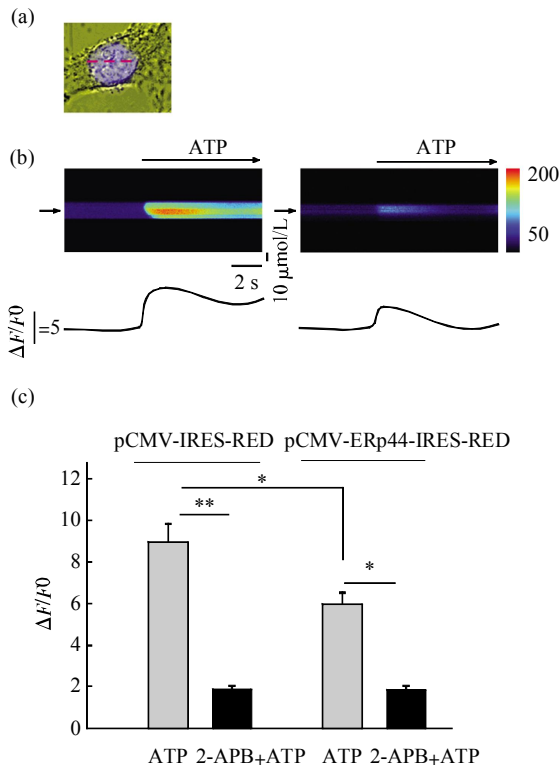 (a)
(b)
ATP
ATP
200
50
2 s
10 μmol/L
ΔF/F0
=5
(c)
pCMV-IRES-RED
pCMV-ERp44-IRES-RED
12
10
8
6
4
2
0
ΔF/F0
*
**
*
ATP
2-APB+ATP
ATP
2-APB+ATP